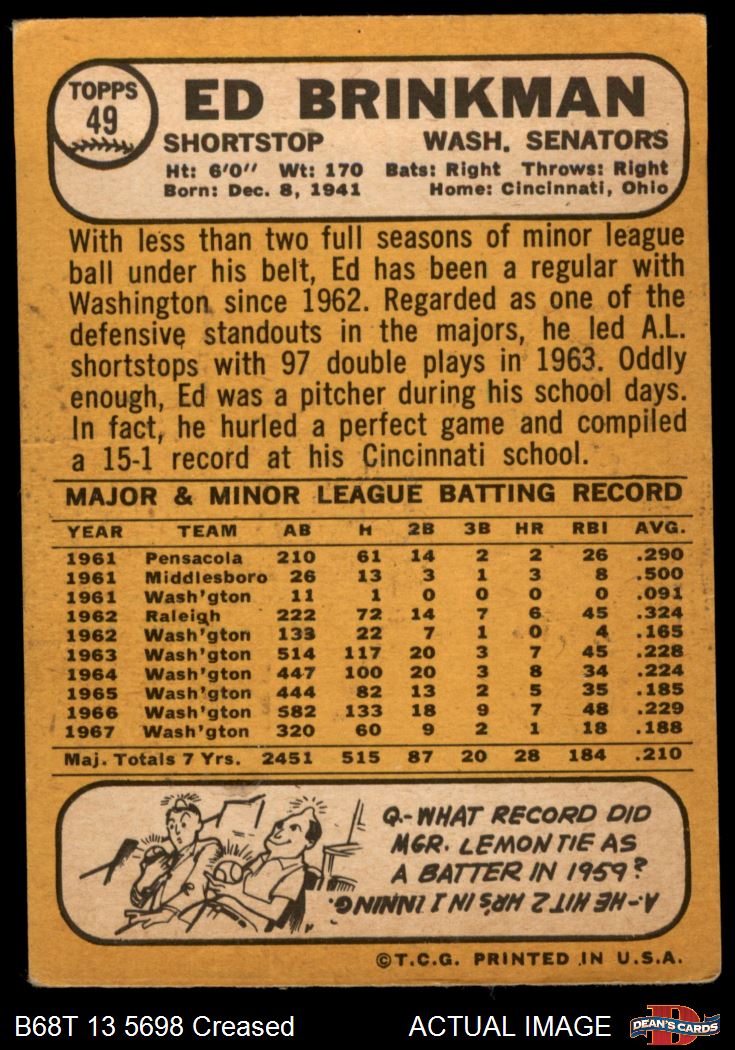 TOPPS
49
ED BRINKMAN
SHORTSTOP WASH. SENATORS
Ht: 6'0" Wt: 170 Bats: Right Throws: Right
Born: Dec. 8, 1941 Home: Cincinnati, Ohio
With less than two full seasons of minor league
ball under his belt, Ed has been a regular with
Washington since 1962. Regarded as one of the
defensive standouts in the majors, he led A.L.
shortstops with 97 double plays in 1963. Oddly
enough, Ed was a pitcher during his school days.
In fact, he hurled a perfect game and compiled
a 15-1 record at his Cincinnati school.
MAJOR & MINOR LEAGUE BATTING RECORD
YEAR TEAM AB H 2B 3B HR RBI AVG.
1961 Pensacola 210 61 14 2 2 26 .290
1961 Middlesboro 26 13 3 1 3 8 .500
1961 Wash'gton 11 1 0 0 0 0 .091
1962 Raleigh 222 72 14 7 6 45 .324
1962 Wash'gton 133 22 7 1 0 4 .165
1963 Wash'gton 514 117 20 3 7 45 .228
1964 Wash'gton 447 100 20 3 8 34 .224
1965 Wash'gton 444 82 13 2 5 35 .185
1966 Wash'gton 582 133 18 9 7 48 .229
1967 Wash'gton 320 60 9 2 1 18 .188
Maj. Totals 7 Yrs. 2451 515 87 20 28 184 .210
Q-WHAT RECORD DID
MGR. LEMON TIE AS
A BATTER IN 1959?
A-HE HIT 2 HR'S IN 1 INNING.
©T.C.G. PRINTED IN U.S.A.
B68T 13 5698 Creased ACTUAL IMAGE
D
DEAN'S CARDS